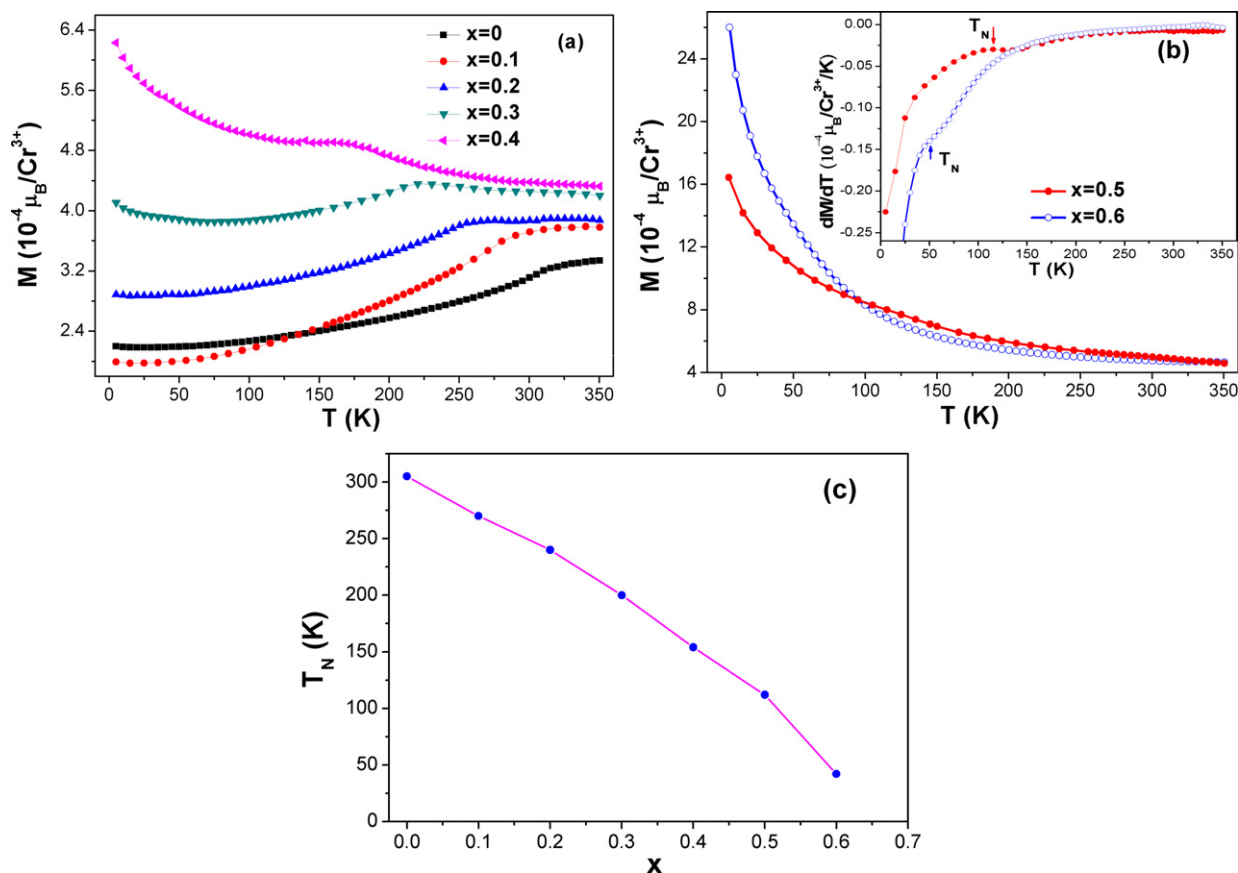 (a)
x=0
x=0.1
x=0.2
x=0.3
x=0.4
M (10⁻⁴ μB/Cr³⁺)
6.4
5.6
4.8
4.0
3.2
2.4
0 50 100 150 200 250 300 350
T (K)
(b)
M (10⁻⁴ μB/Cr³⁺)
28
24
20
16
12
8
4
0 50 100 150 200 250 300 350
T (K)
dM/dT (10⁻⁴ μB/Cr³⁺/K)
0.00
-0.05
-0.10
-0.15
-0.20
-0.25
0 50 100 150 200 250 300 350
T (K)
TN
TN
x=0.5
x=0.6
(c)
TN (K)
300
250
200
150
100
50
0
0.0 0.1 0.2 0.3 0.4 0.5 0.6 0.7
x